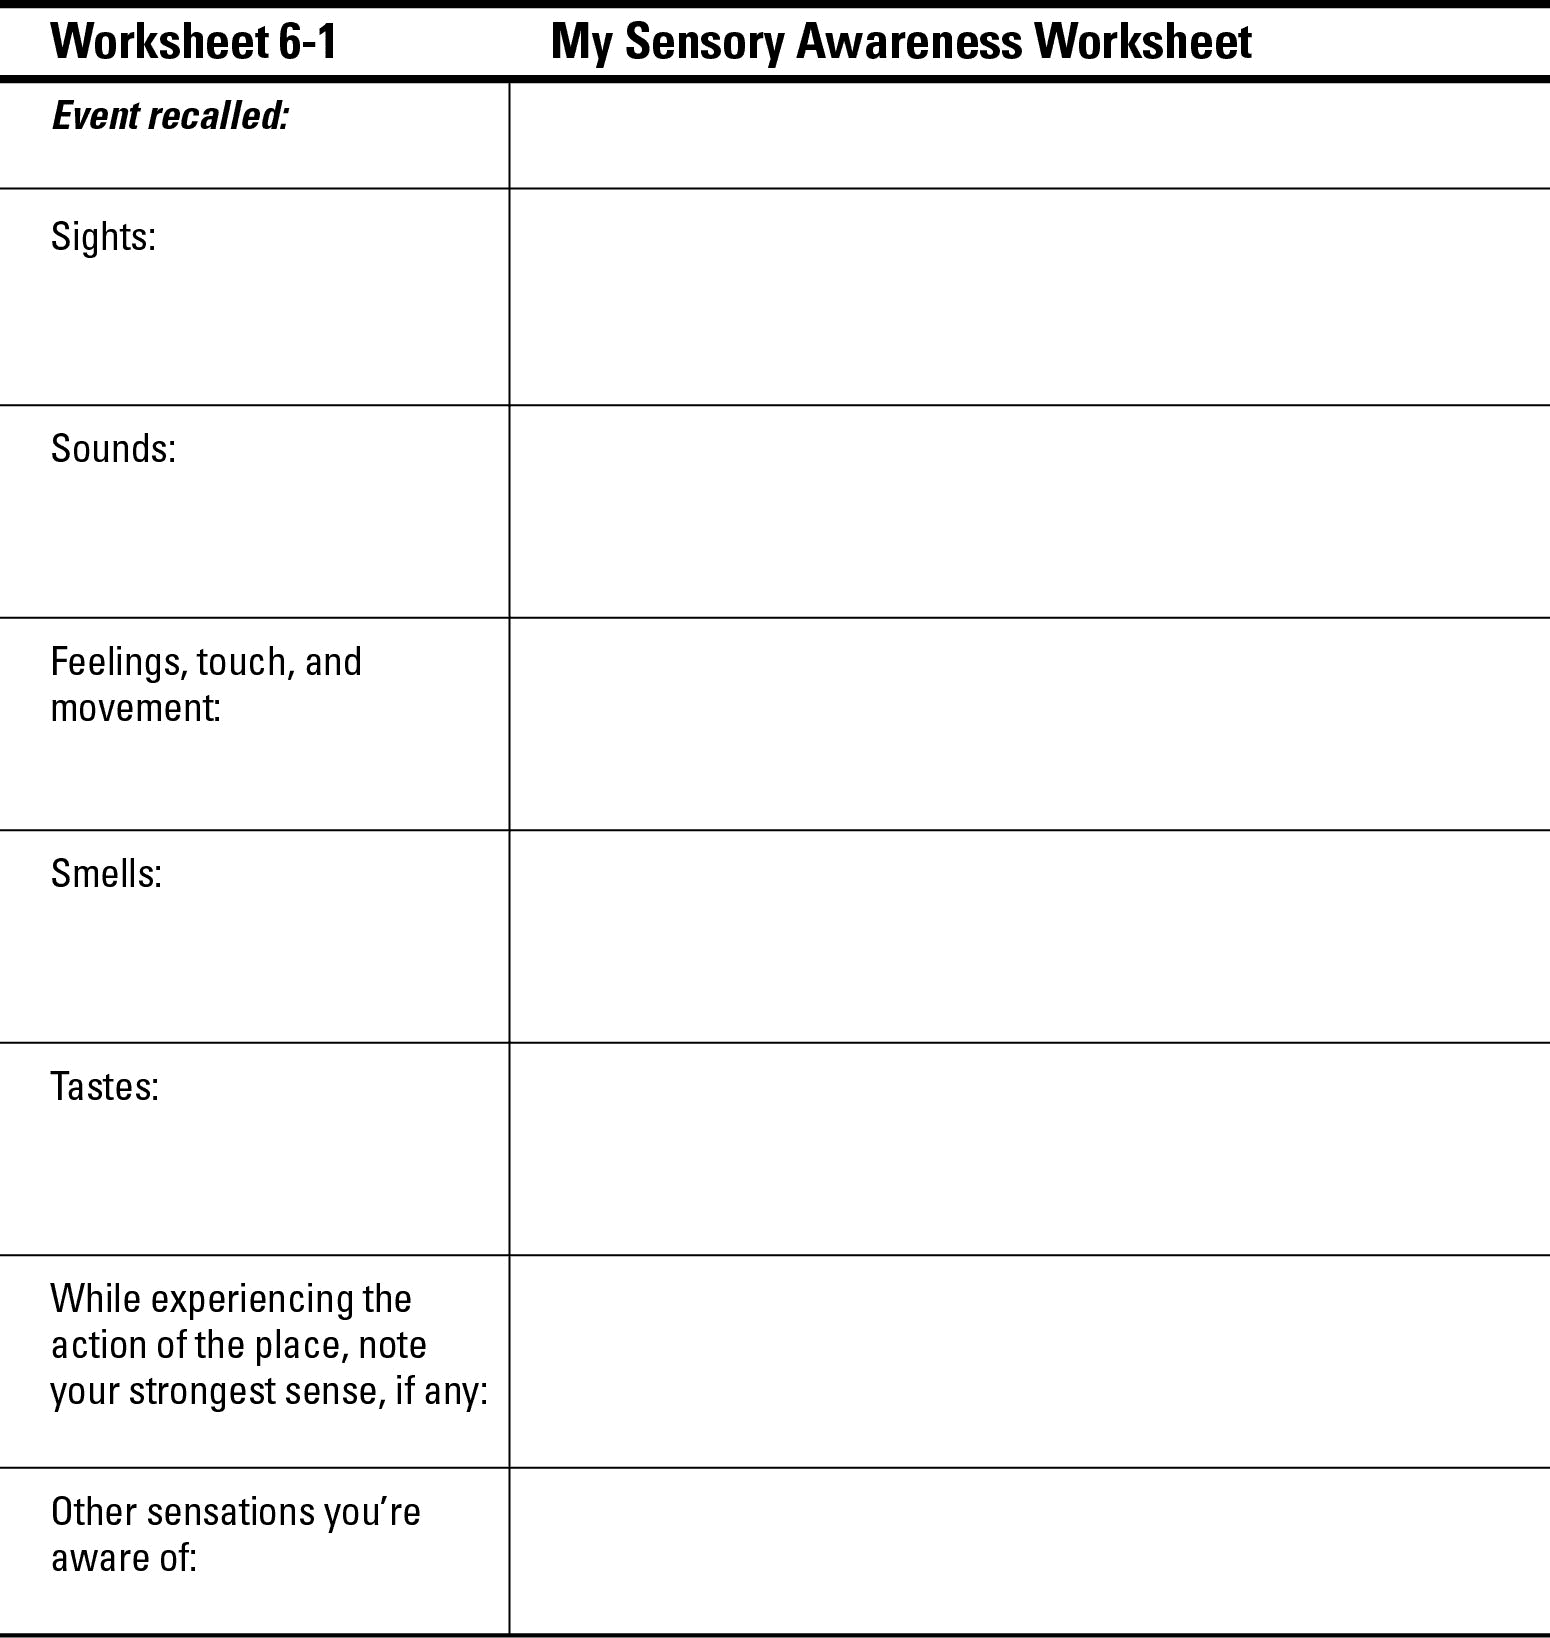 Worksheet 6-1 My Sensory Awareness Worksheet
Event recalled:
Sights:
Sounds:
Feelings, touch, and
movement:
Smells:
Tastes:
While experiencing the
action of the place, note
your strongest sense, if any:
Other sensations you’re
aware of: